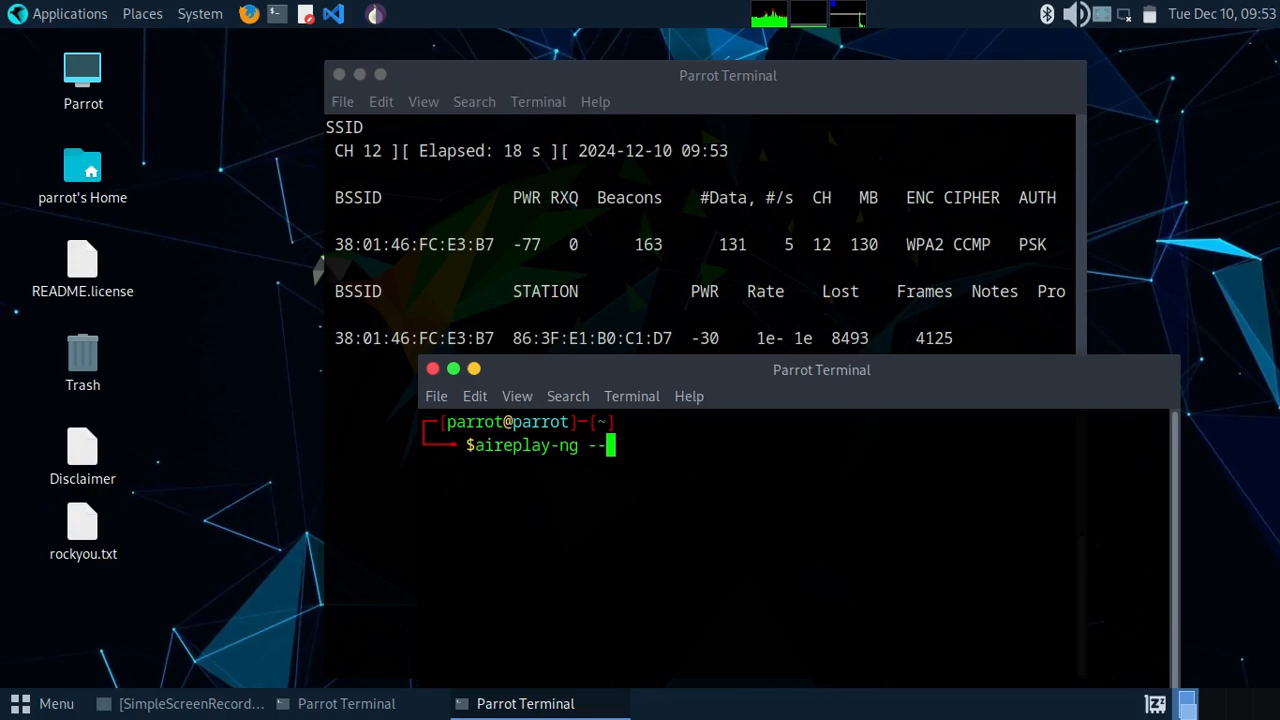 Applications Places System
Tue Dec 10, 09:53
Parrot
parrot's Home
README.license
Trash
Disclaimer
rockyou.txt
Parrot Terminal
File Edit View Search Terminal Help
SSID
CH 12 ][ Elapsed: 18 s ][ 2024-12-10 09:53
BSSID PWR RXQ Beacons #Data, #/s CH MB ENC CIPHER AUTH
38:01:46:FC:E3:B7 -77 0 163 131 5 12 130 WPA2 CCMP PSK
BSSID STATION PWR Rate Lost Frames Notes Pro
38:01:46:FC:E3:B7 86:3F:E1:B0:C1:D7 -30 1e- 1e 8493 4125
Parrot Terminal
File Edit View Search Terminal Help
[parrot@parrot]─[~]
$aireplay-ng --
Menu [SimpleScreenRecord... Parrot Terminal Parrot Terminal